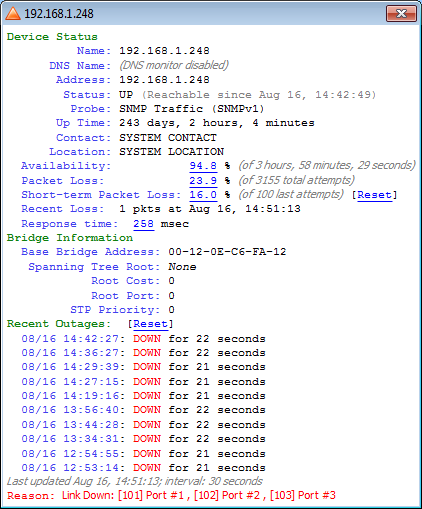 192.168.1.248
Device Status
Name: 192.168.1.248
DNS Name: (DNS monitor disabled)
Address: 192.168.1.248
Status: UP (Reachable since Aug 16, 14:42:49)
Probe: SNMP Traffic (SNMPv1)
Up Time: 243 days, 2 hours, 4 minutes
Contact: SYSTEM CONTACT
Location: SYSTEM LOCATION
Availability: 94.8 % (of 3 hours, 58 minutes, 29 seconds)
Packet Loss: 23.9 % (of 3155 total attempts)
Short-term Packet Loss: 16.0 % (of 100 last attempts) [Reset]
Recent Loss: 1 pkts at Aug 16, 14:51:13
Response time: 258 msec
Bridge Information
Base Bridge Address: 00-12-0E-C6-FA-12
Spanning Tree Root: None
Root Cost: 0
Root Port: 0
STP Priority: 0
Recent Outages: [Reset]
08/16 14:42:27: DOWN for 22 seconds
08/16 14:36:27: DOWN for 22 seconds
08/16 14:29:39: DOWN for 21 seconds
08/16 14:27:15: DOWN for 21 seconds
08/16 14:19:16: DOWN for 21 seconds
08/16 13:56:40: DOWN for 22 seconds
08/16 13:44:28: DOWN for 22 seconds
08/16 13:34:31: DOWN for 22 seconds
08/16 12:54:55: DOWN for 21 seconds
08/16 12:53:14: DOWN for 21 seconds
Last updated Aug 16, 14:51:13; interval: 30 seconds
Reason: Link Down: [101] Port #1 , [102] Port #2 , [103] Port #3